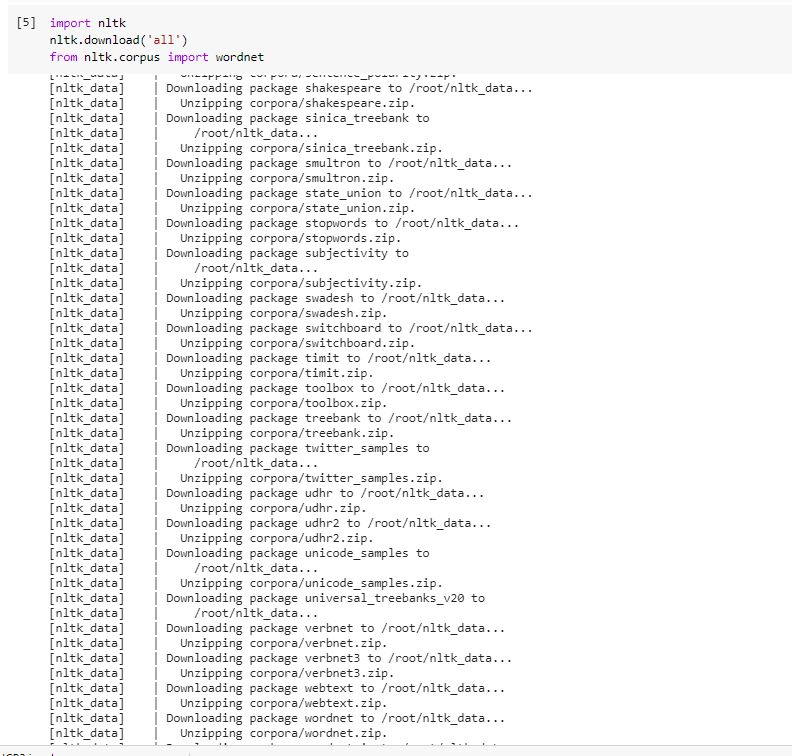 [5] import nltk
nltk.download('all')
from nltk.corpus import wordnet
[nltk_data]    |   Unzipping corpora/sentence_polarity.zip.
[nltk_data]    | Downloading package shakespeare to /root/nltk_data...
[nltk_data]    |   Unzipping corpora/shakespeare.zip.
[nltk_data]    | Downloading package sinica_treebank to
[nltk_data]    |     /root/nltk_data...
[nltk_data]    |   Unzipping corpora/sinica_treebank.zip.
[nltk_data]    | Downloading package smultron to /root/nltk_data...
[nltk_data]    |   Unzipping corpora/smultron.zip.
[nltk_data]    | Downloading package state_union to /root/nltk_data...
[nltk_data]    |   Unzipping corpora/state_union.zip.
[nltk_data]    | Downloading package stopwords to /root/nltk_data...
[nltk_data]    |   Unzipping corpora/stopwords.zip.
[nltk_data]    | Downloading package subjectivity to
[nltk_data]    |     /root/nltk_data...
[nltk_data]    |   Unzipping corpora/subjectivity.zip.
[nltk_data]    | Downloading package swadesh to /root/nltk_data...
[nltk_data]    |   Unzipping corpora/swadesh.zip.
[nltk_data]    | Downloading package switchboard to /root/nltk_data...
[nltk_data]    |   Unzipping corpora/switchboard.zip.
[nltk_data]    | Downloading package timit to /root/nltk_data...
[nltk_data]    |   Unzipping corpora/timit.zip.
[nltk_data]    | Downloading package toolbox to /root/nltk_data...
[nltk_data]    |   Unzipping corpora/toolbox.zip.
[nltk_data]    | Downloading package treebank to /root/nltk_data...
[nltk_data]    |   Unzipping corpora/treebank.zip.
[nltk_data]    | Downloading package twitter_samples to
[nltk_data]    |     /root/nltk_data...
[nltk_data]    |   Unzipping corpora/twitter_samples.zip.
[nltk_data]    | Downloading package udhr to /root/nltk_data...
[nltk_data]    |   Unzipping corpora/udhr.zip.
[nltk_data]    | Downloading package udhr2 to /root/nltk_data...
[nltk_data]    |   Unzipping corpora/udhr2.zip.
[nltk_data]    | Downloading package unicode_samples to
[nltk_data]    |     /root/nltk_data...
[nltk_data]    |   Unzipping corpora/unicode_samples.zip.
[nltk_data]    | Downloading package universal_treebanks_v20 to
[nltk_data]    |     /root/nltk_data...
[nltk_data]    | Downloading package verbnet to /root/nltk_data...
[nltk_data]    |   Unzipping corpora/verbnet.zip.
[nltk_data]    | Downloading package verbnet3 to /root/nltk_data...
[nltk_data]    |   Unzipping corpora/verbnet3.zip.
[nltk_data]    | Downloading package webtext to /root/nltk_data...
[nltk_data]    |   Unzipping corpora/webtext.zip.
[nltk_data]    | Downloading package wordnet to /root/nltk_data...
[nltk_data]    |   Unzipping corpora/wordnet.zip.